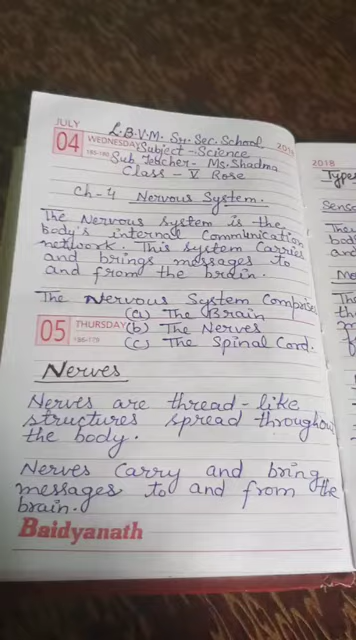 JULY
04
WEDNESDAY
185-180
L.B.V.M. Sy. Sec. School
Subject - Science
Sub Teacher - Ms. Shadma
Class - V Rose
Ch-4 Nervous System.
The Nervous System is the
body's internal Communication
network. This System Carries
and brings messages to
and from the brain.
The Nervous System Comprises
(a) The Brain
05
THURSDAY
186-179
(b) The Nerves
(c) The Spinal Cord.
Nerves
Nerves are thread-like
structures spread throughout
the body.
Nerves Carry and bring
messages to and from the
brain.
Baidyanath
2018
Types